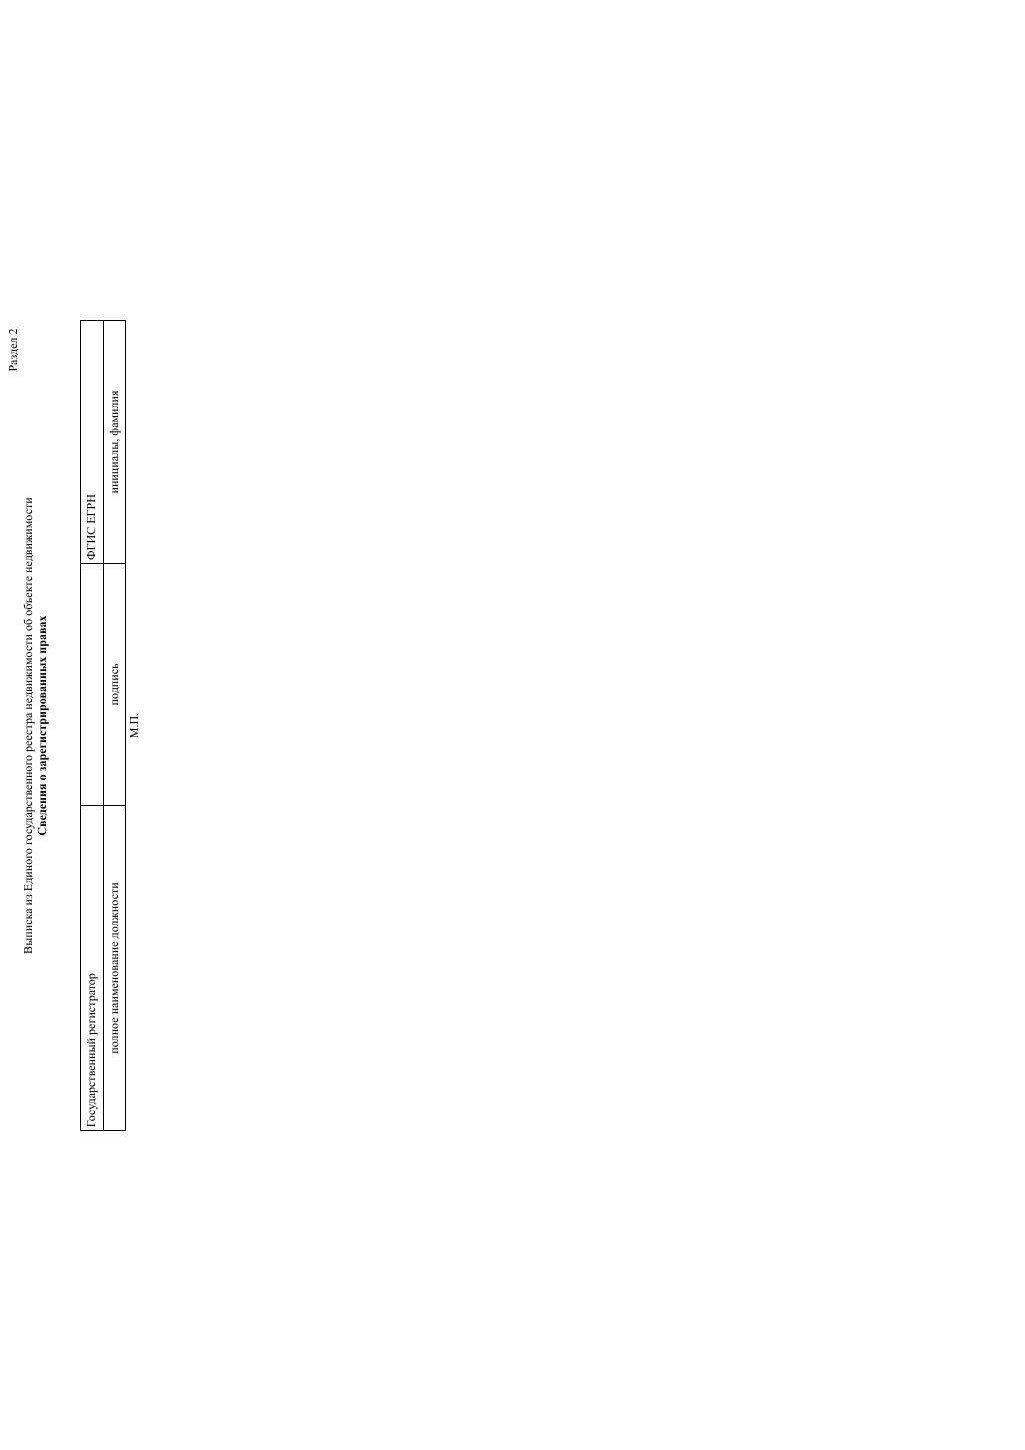 Раздел 2
Выписка из Единого государственного реестра недвижимости об объекте недвижимости
Сведения о зарегистрированных правах
Государственный регистратор ФГИС ЕГРН
полное наименование должности подпись инициалы, фамилия
М.П.